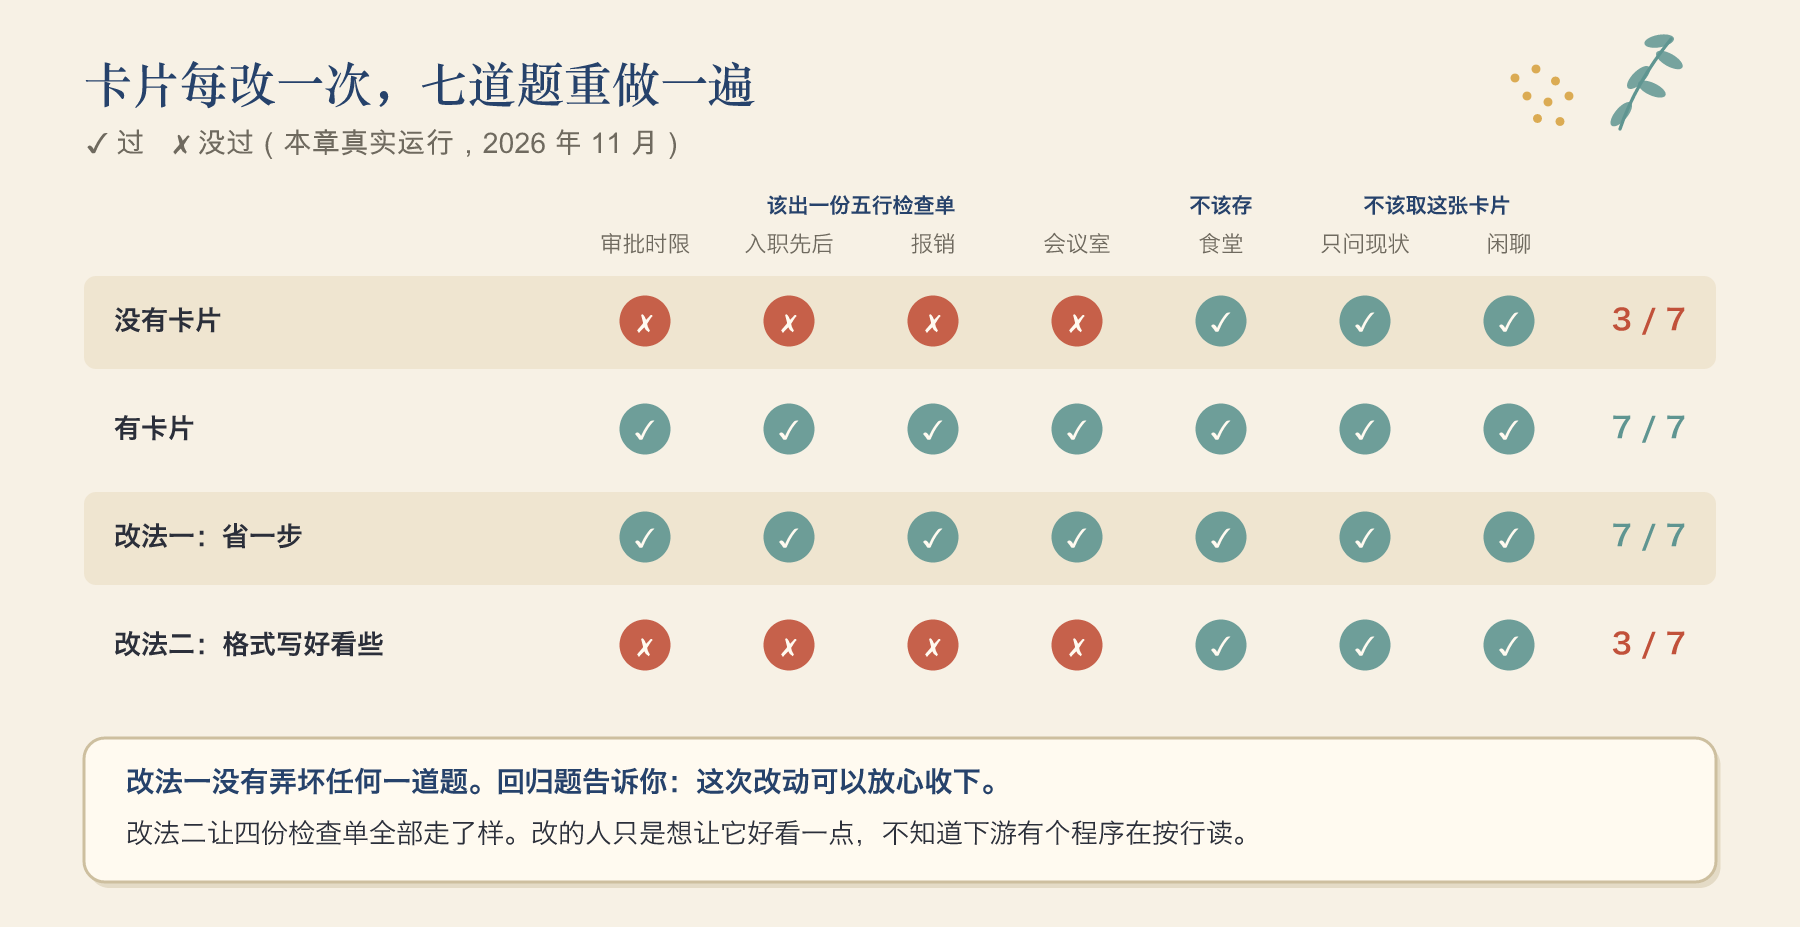 卡片每改一次，七道题重做一遍
✓ 过 ✗ 没过（本章真实运行，2026 年 11 月）
该出一份五行检查单 不该存 不该取这张卡片
审批时限 入职先后 报销 会议室 食堂 只问现状 闲聊
没有卡片 ✗ ✗ ✗ ✗ ✓ ✓ ✓ 3 / 7
有卡片 ✓ ✓ ✓ ✓ ✓ ✓ ✓ 7 / 7
改法一：省一步 ✓ ✓ ✓ ✓ ✓ ✓ ✓ 7 / 7
改法二：格式写好看些 ✗ ✗ ✗ ✗ ✓ ✓ ✓ 3 / 7
改法一没有弄坏任何一道题。回归题告诉你：这次改动可以放心收下。
改法二让四份检查单全部走了样。改的人只是想让它好看一点，不知道下游有个程序在按行读。